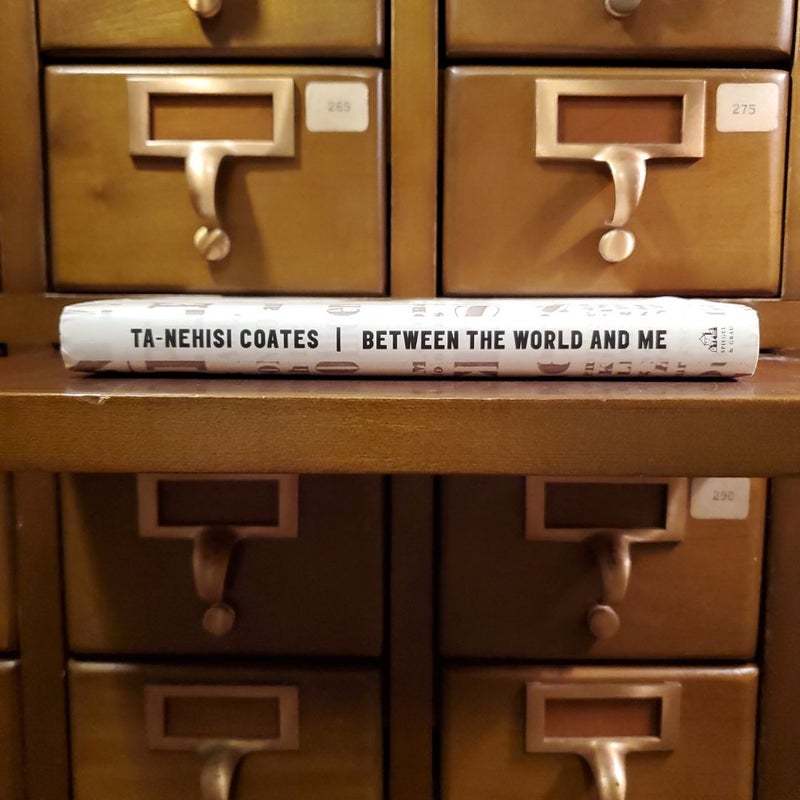 265
275
TA-NEHISI COATES | BETWEEN THE WORLD AND ME
SPIEGEL
& GRAU
290